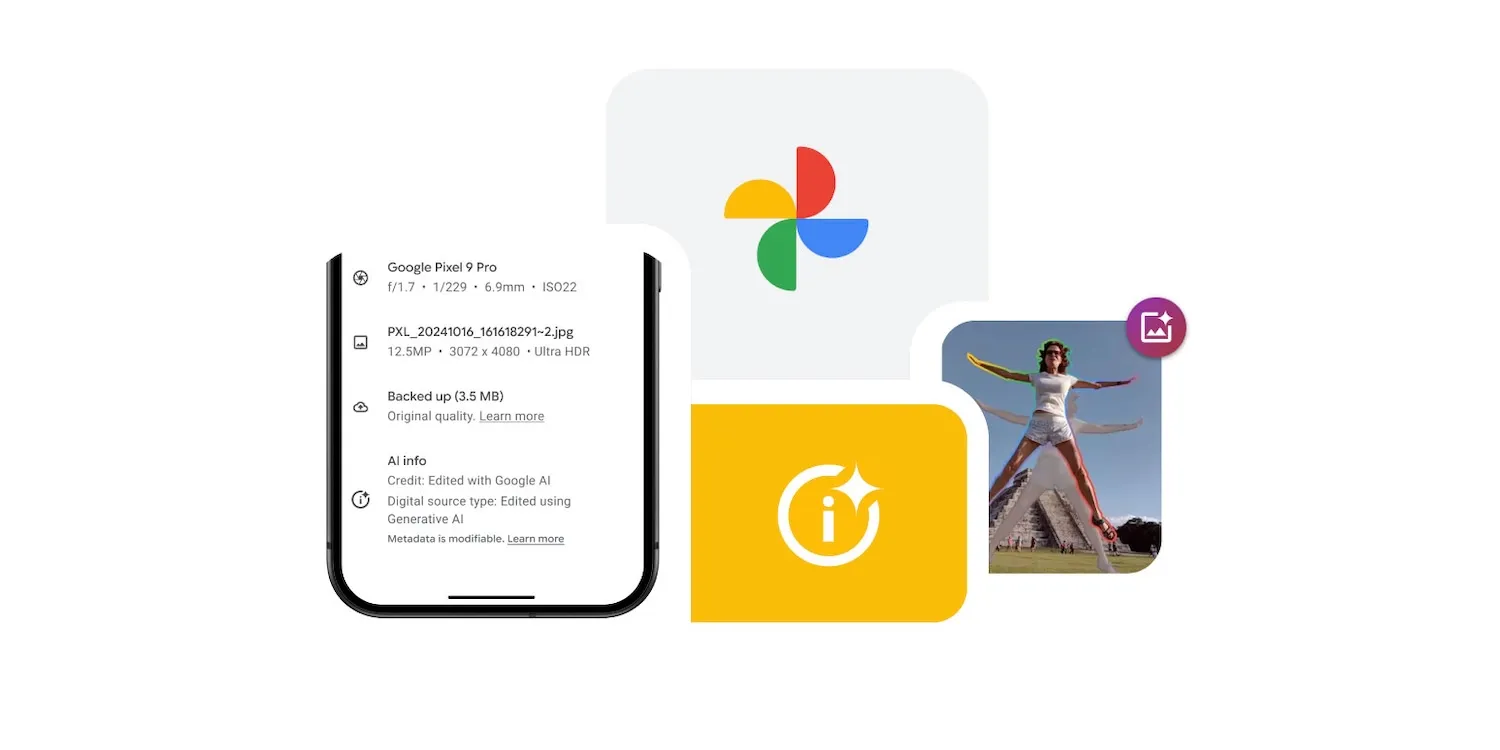 Google Pixel 9 Pro
f/1.7 • 1/229 • 6.9mm • ISO22
PXL_20241016_161618291~2.jpg
12.5MP • 3072 x 4080 • Ultra HDR
Backed up (3.5 MB)
Original quality. Learn more
AI info
Credit: Edited with Google AI
Digital source type: Edited using
Generative AI
Metadata is modifiable. Learn more